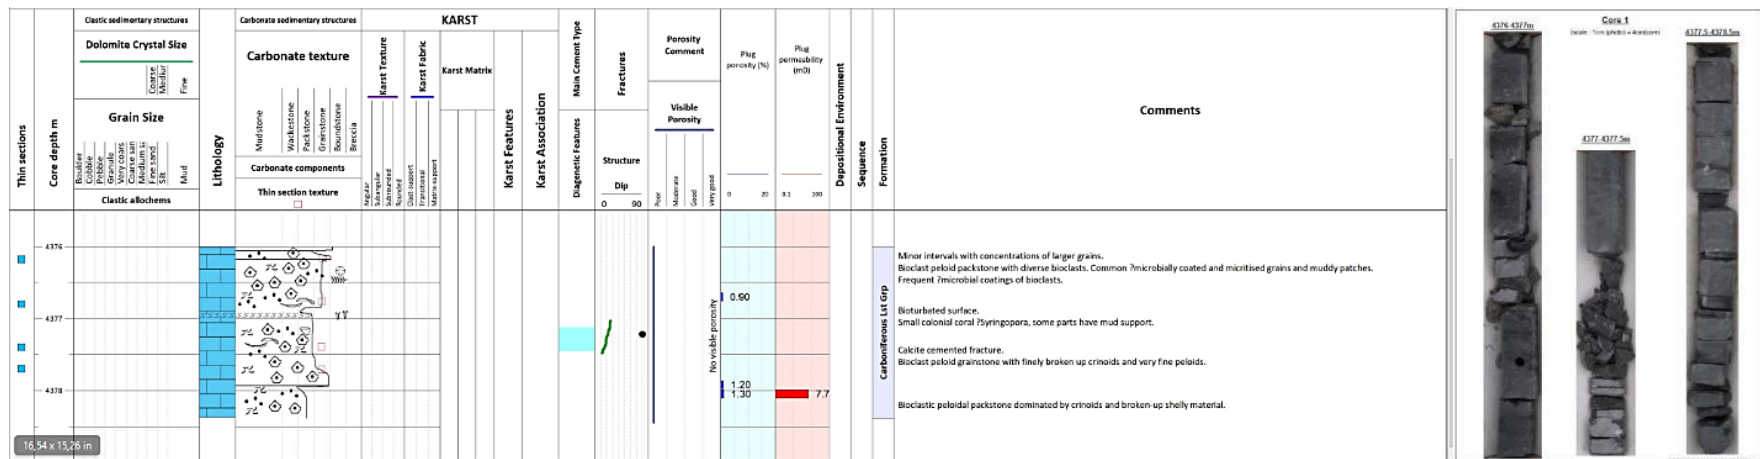 Clastic sedimentary structures
Dolomite Crystal Size
Coarse
Medium
Fine
Grain Size
Boulder
Cobble
Pebble
Granule
Very coars
Coarse san
Medium sa
Fine sand
Silt
Mud
Clastic allochems
Thin sections
Core depth m
Lithology
Carbonate sedimentary structures
Carbonate texture
Mudstone
Wackestone
Packstone
Grainstone
Boundstone
Breccia
Carbonate components
Thin section texture
KARST
Karst Texture
Karst Fabric
Karst Matrix
Angular
Subangular
Subrounded
Rounded
Clast-support
Transitional
Matrix-support
Karst Features
Karst Association
Main Cement Type
Diagenetic Features
Fractures
Structure
Dip
0 90
Porosity
Comment
Visible
Porosity
Poor
Moderate
Good
Very good
Plug
porosity (%)
0 20
Plug
permeability
(mD)
0.1 100
Depositional Environment
Sequence
Formation
Comments
4376
4377
4378
No visible porosity
0.90
1.20
1.30
7.7
Carboniferous Lst Grp
Minor intervals with concentrations of larger grains.
Bioclast peloid packstone with diverse bioclasts. Common ?microbially coated and micritised grains and muddy patches.
Frequent ?microbial coatings of bioclasts.
Bioturbated surface.
Small colonial coral ?Syringopora, some parts have mud support.
Calcite cemented fracture.
Bioclast peloid grainstone with finely broken up crinoids and very fine peloids.
Bioclastic peloidal packstone dominated by crinoids and broken-up shelly material.
16,54 x 15,26 in
4376-4377m
Core 1
(scale : 1cm (photo) = 4cm(core)
4377-4377.5m
4377.5-4378.5m